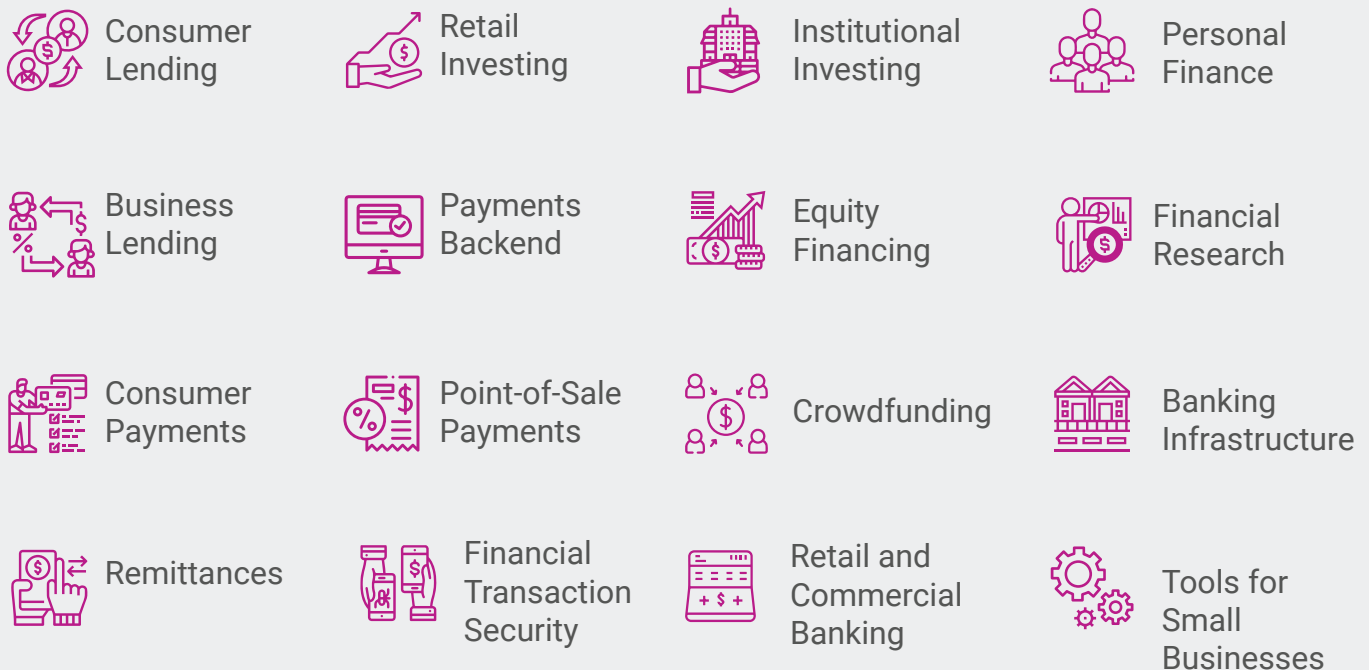 Consumer
Lending
Retail
Investing
Institutional
Investing
Personal
Finance
Business
Lending
Payments
Backend
Equity
Financing
Financial
Research
Consumer
Payments
Point-of-Sale
Payments
Crowdfunding
Banking
Infrastructure
Remittances
Financial
Transaction
Security
Retail and
Commercial
Banking
Tools for
Small
Businesses